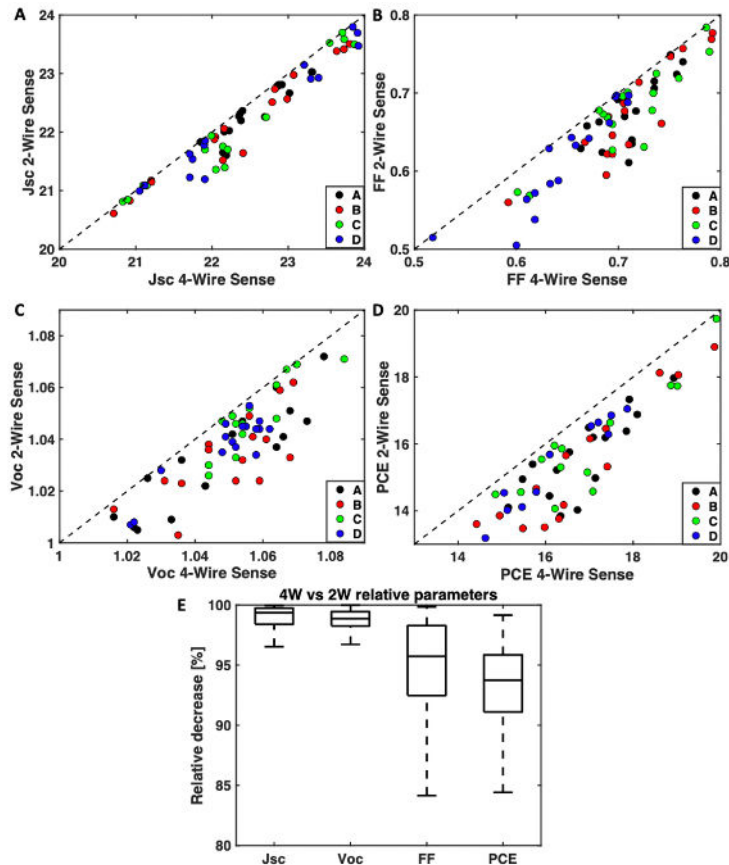 A
24
23
22
21
20
Jsc 2-Wire Sense
20 21 22 23 24
Jsc 4-Wire Sense
A
B
C
D
B
0.8
0.7
0.6
0.5
FF 2-Wire Sense
0.5 0.6 0.7 0.8
FF 4-Wire Sense
A
B
C
D
C
1.08
1.06
1.04
1.02
1
Voc 2-Wire Sense
1 1.02 1.04 1.06 1.08
Voc 4-Wire Sense
A
B
C
D
D
20
18
16
14
PCE 2-Wire Sense
14 16 18 20
PCE 4-Wire Sense
A
B
C
D
E
4W vs 2W relative parameters
100
95
90
85
80
Relative decrease [%]
Jsc Voc FF PCE